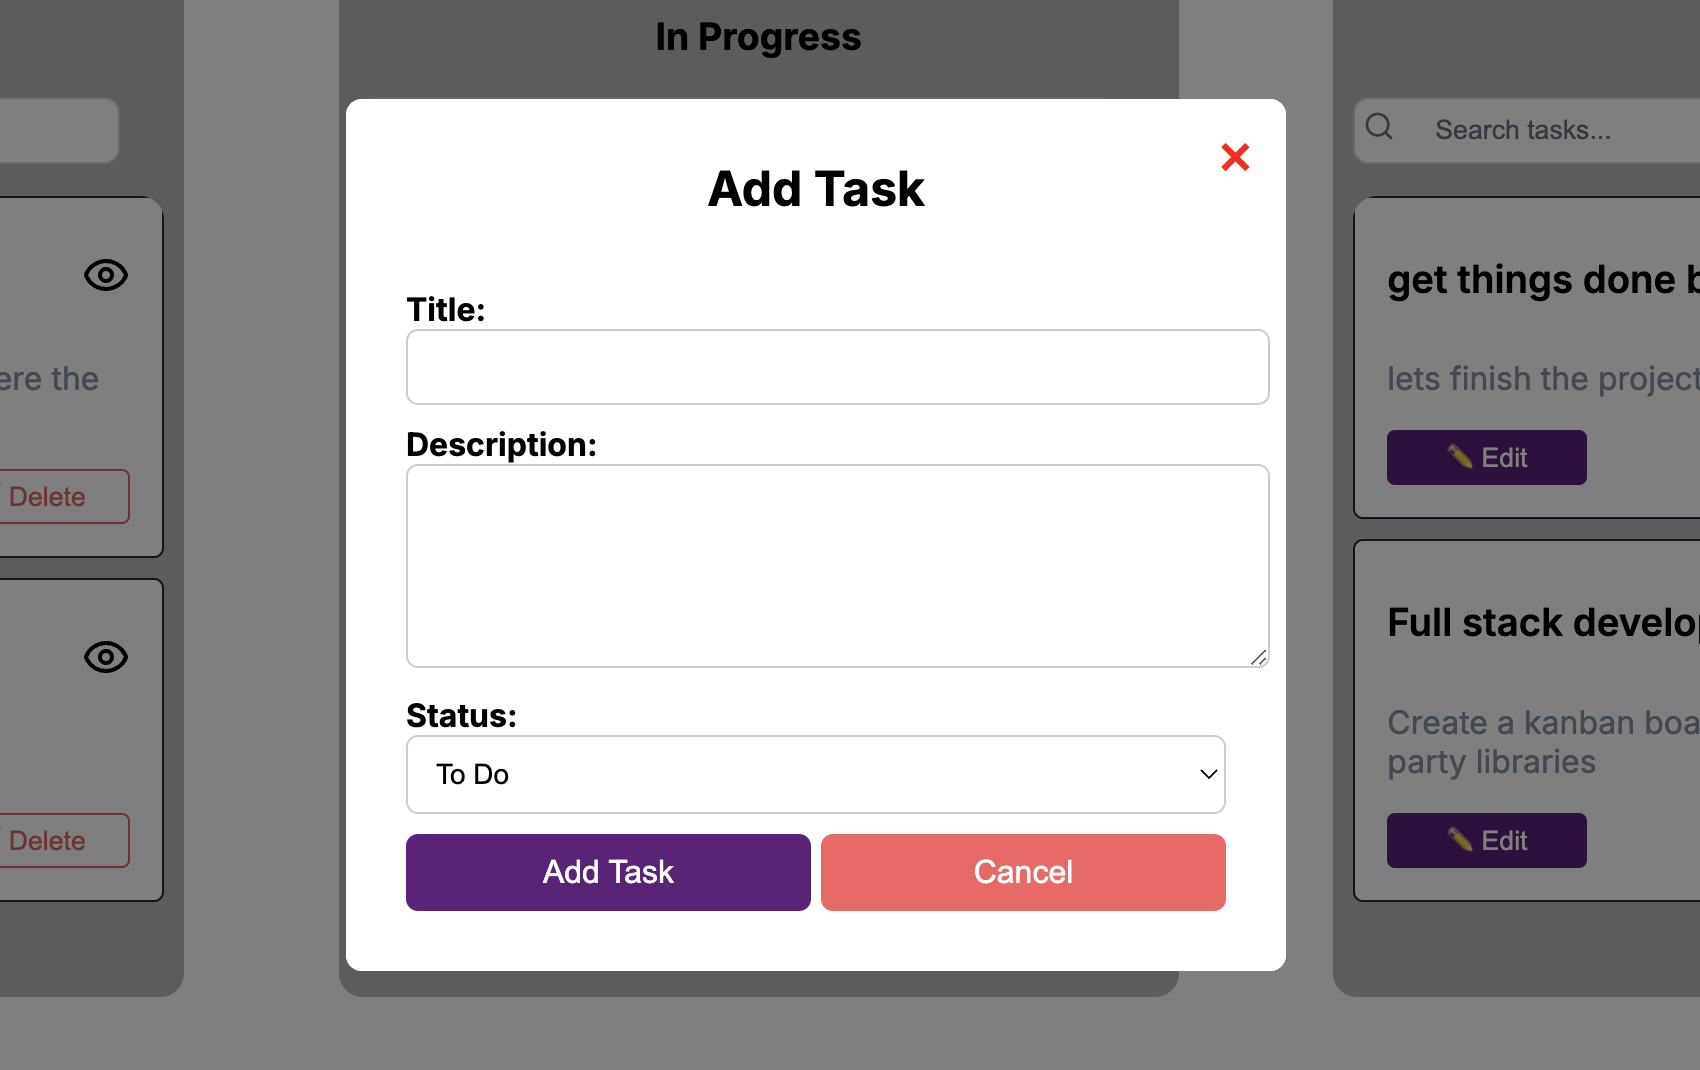 In Progress
Add Task
Title:
Description:
Status:
To Do
Add Task
Cancel
ere the
Delete
Delete
Search tasks...
get things done
lets finish the project
Edit
Full stack develop
Create a kanban boa
party libraries
Edit